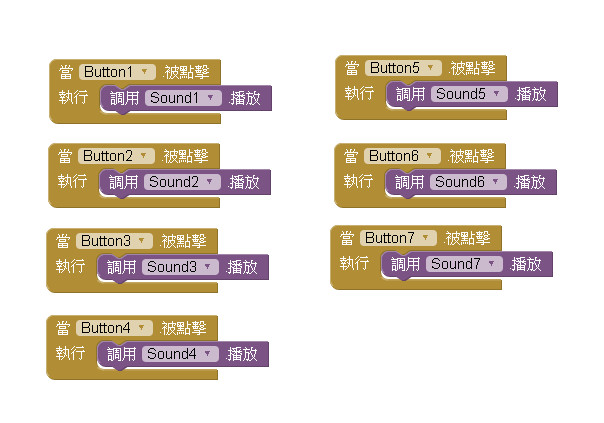 當 Button1 .被點擊
執行 調用 Sound1 .播放
當 Button2 .被點擊
執行 調用 Sound2 .播放
當 Button3 .被點擊
執行 調用 Sound3 .播放
當 Button4 .被點擊
執行 調用 Sound4 .播放
當 Button5 .被點擊
執行 調用 Sound5 .播放
當 Button6 .被點擊
執行 調用 Sound6 .播放
當 Button7 .被點擊
執行 調用 Sound7 .播放